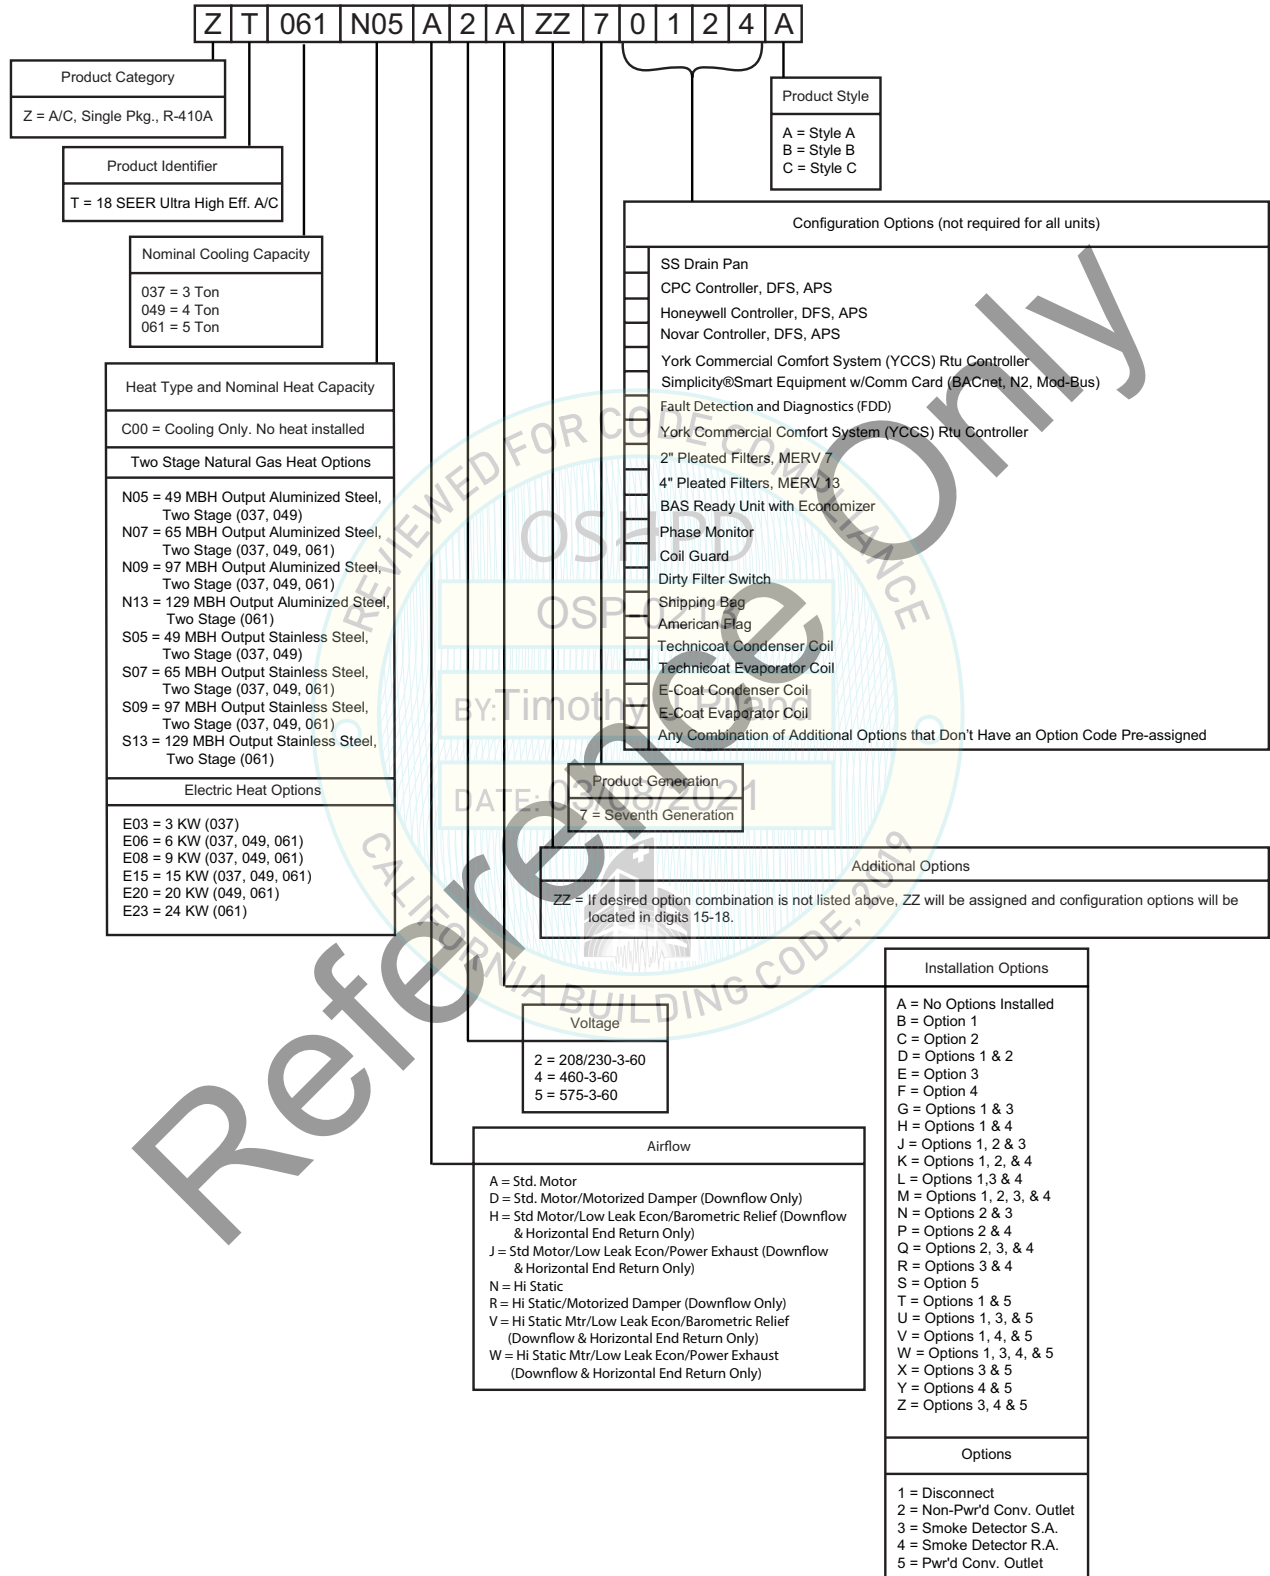 Z T 061 N05 A 2 A ZZ 7 0 1 2 4 A
Product Category
Z = A/C, Single Pkg., R-410A
Product Identifier
T = 18 SEER Ultra High Eff. A/C
Nominal Cooling Capacity
037 = 3 Ton
049 = 4 Ton
061 = 5 Ton
Heat Type and Nominal Heat Capacity
C00 = Cooling Only. No heat installed
Two Stage Natural Gas Heat Options
N05 = 49 MBH Output Aluminized Steel,
Two Stage (037, 049)
N07 = 65 MBH Output Aluminized Steel,
Two Stage (037, 049, 061)
N09 = 97 MBH Output Aluminized Steel,
Two Stage (037, 049, 061)
N13 = 129 MBH Output Aluminized Steel,
Two Stage (061)
S05 = 49 MBH Output Stainless Steel,
Two Stage (037, 049)
S07 = 65 MBH Output Stainless Steel,
Two Stage (037, 049, 061)
S09 = 97 MBH Output Stainless Steel,
Two Stage (037, 049, 061)
S13 = 129 MBH Output Stainless Steel,
Two Stage (061)
Electric Heat Options
E03 = 3 KW (037)
E06 = 6 KW (037, 049, 061)
E08 = 9 KW (037, 049, 061)
E15 = 15 KW (037, 049, 061)
E20 = 20 KW (049, 061)
E23 = 24 KW (061)
Product Style
A = Style A
B = Style B
C = Style C
Configuration Options (not required for all units)
SS Drain Pan
CPC Controller, DFS, APS
Honeywell Controller, DFS, APS
Novar Controller, DFS, APS
York Commercial Comfort System (YCCS) Rtu Controller
Simplicity®Smart Equipment w/Comm Card (BACnet, N2, Mod-Bus)
Fault Detection and Diagnostics (FDD)
York Commercial Comfort System (YCCS) Rtu Controller
2" Pleated Filters, MERV 7
4" Pleated Filters, MERV 13
BAS Ready Unit with Economizer
Phase Monitor
Coil Guard
Dirty Filter Switch
Shipping Bag
American Flag
Technicoat Condenser Coil
Technicoat Evaporator Coil
E-Coat Condenser Coil
E-Coat Evaporator Coil
Any Combination of Additional Options that Don't Have an Option Code Pre-assigned
Product Generation
7 = Seventh Generation
Additional Options
ZZ = If desired option combination is not listed above, ZZ will be assigned and configuration options will be
located in digits 15-18.
Voltage
2 = 208/230-3-60
4 = 460-3-60
5 = 575-3-60
Airflow
A = Std. Motor
D = Std. Motor/Motorized Damper (Downflow Only)
H = Std Motor/Low Leak Econ/Barometric Relief (Downflow
& Horizontal End Return Only)
J = Std Motor/Low Leak Econ/Power Exhaust (Downflow
& Horizontal End Return Only)
N = Hi Static
R = Hi Static/Motorized Damper (Downflow Only)
V = Hi Static Mtr/Low Leak Econ/Barometric Relief
(Downflow & Horizontal End Return Only)
W = Hi Static Mtr/Low Leak Econ/Power Exhaust
(Downflow & Horizontal End Return Only)
Installation Options
A = No Options Installed
B = Option 1
C = Option 2
D = Options 1 & 2
E = Option 3
F = Option 4
G = Options 1 & 3
H = Options 1 & 4
J = Options 1, 2 & 3
K = Options 1, 2, & 4
L = Options 1,3 & 4
M = Options 1, 2, 3, & 4
N = Options 2 & 3
P = Options 2 & 4
Q = Options 2, 3, & 4
R = Options 3 & 4
S = Option 5
T = Options 1 & 5
U = Options 1, 3, & 5
V = Options 1, 4, & 5
W = Options 1, 3, 4, & 5
X = Options 3 & 5
Y = Options 4 & 5
Z = Options 3, 4 & 5
Options
1 = Disconnect
2 = Non-Pwr'd Conv. Outlet
3 = Smoke Detector S.A.
4 = Smoke Detector R.A.
5 = Pwr'd Conv. Outlet
REVIEWED FOR CODE COMPLIANCE
OSHPD
BY: Timothy
DATE: 03/08/2021
CALIFORNIA BUILDING CODE, 2019
Reference Only